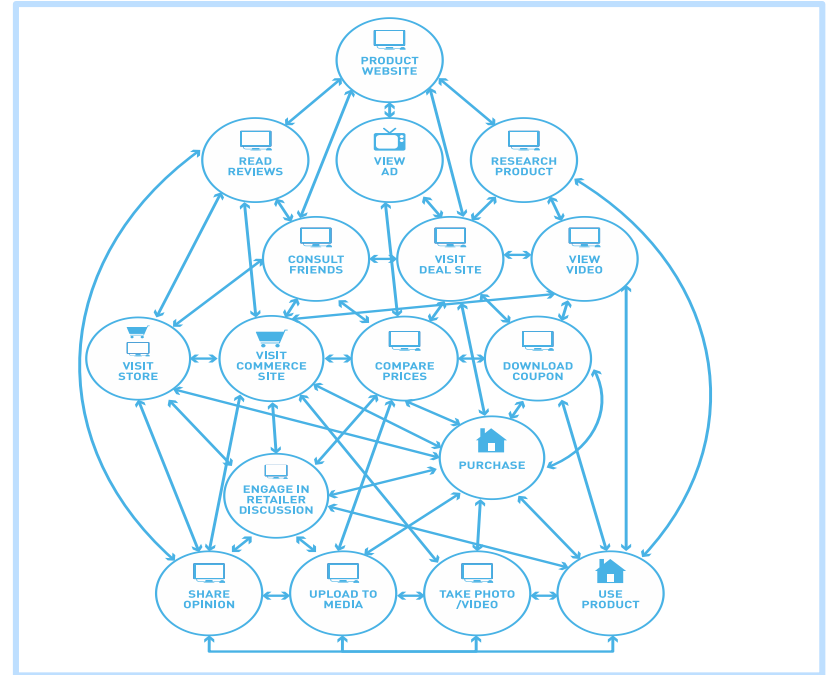 PRODUCT
WEBSITE
READ
REVIEWS
VIEW
AD
RESEARCH
PRODUCT
CONSULT
FRIENDS
VISIT
DEAL SITE
VIEW
VIDEO
VISIT
STORE
VISIT
COMMERCE
SITE
COMPARE
PRICES
DOWNLOAD
COUPON
PURCHASE
ENGAGE IN
RETAILER
DISCUSSION
SHARE
OPINION
UPLOAD TO
MEDIA
TAKE PHOTO
/VIDEO
USE
PRODUCT